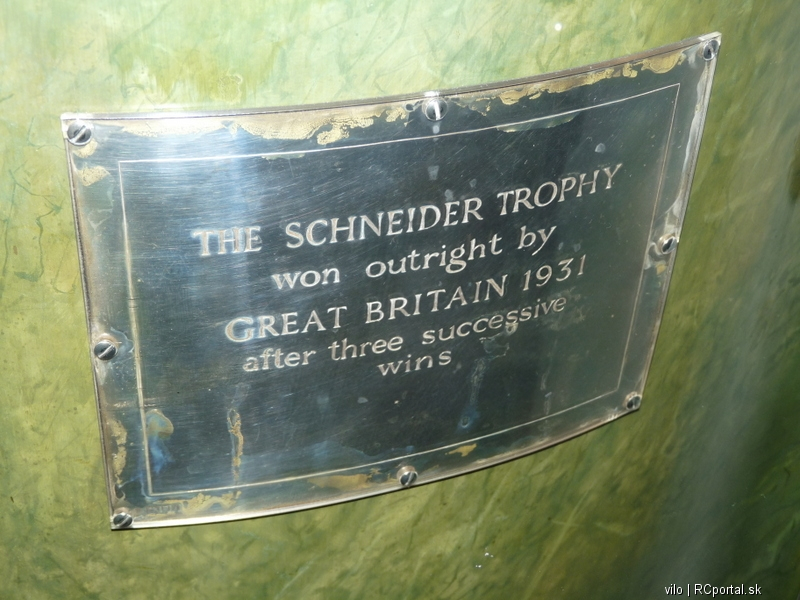 THE SCHNEIDER TROPHY
won outright by
GREAT BRITAIN 1931
after three successive
wins
vilo | RCportal.sk